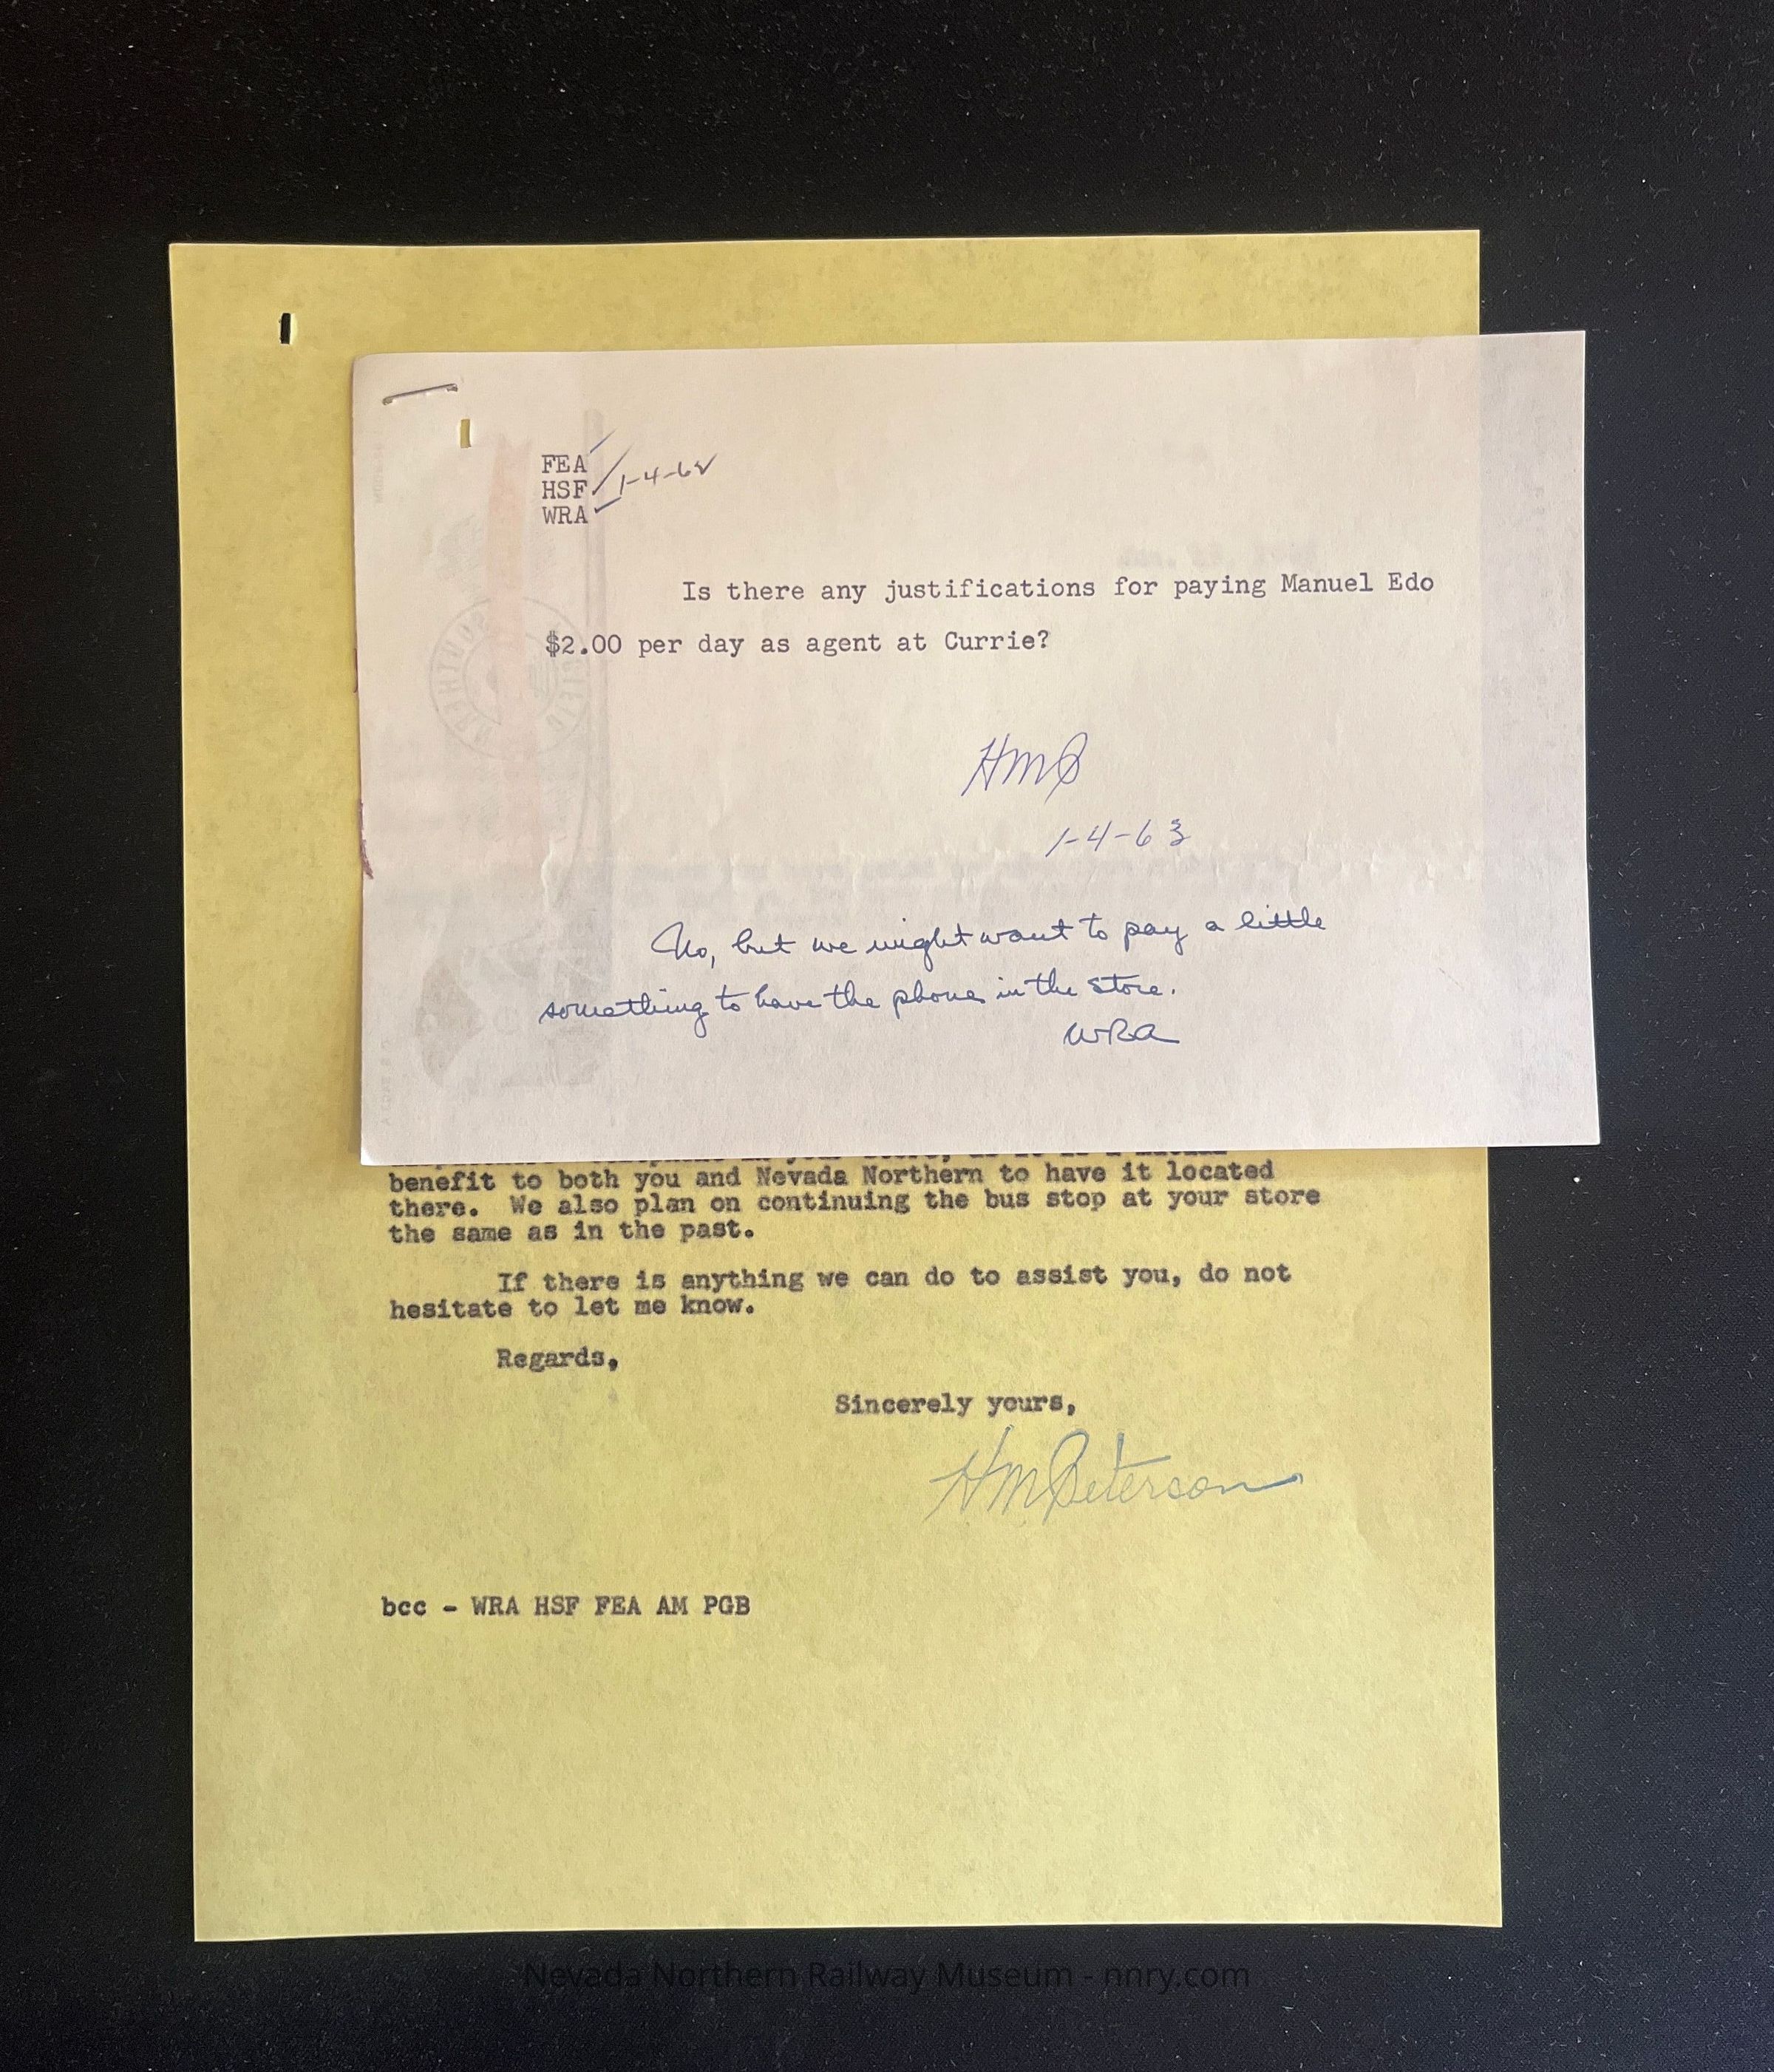 FEA
HSF 1-4-62
WRA
Is there any justifications for paying Manuel Edo
$2.00 per day as agent at Currie?
HMP
1-4-63
No, but we might want to pay a little
something to have the phone in the store.
WRA
benefit to both you and Nevada Northern to have it located
there. We also plan on continuing the bus stop at your store
the same as in the past.
If there is anything we can do to assist you, do not
hesitate to let me know.
Regards,
Sincerely yours,
HMPeterson
bcc - WRA HSF FEA AM PGB
Nevada Northern Railway Museum - nnry.com